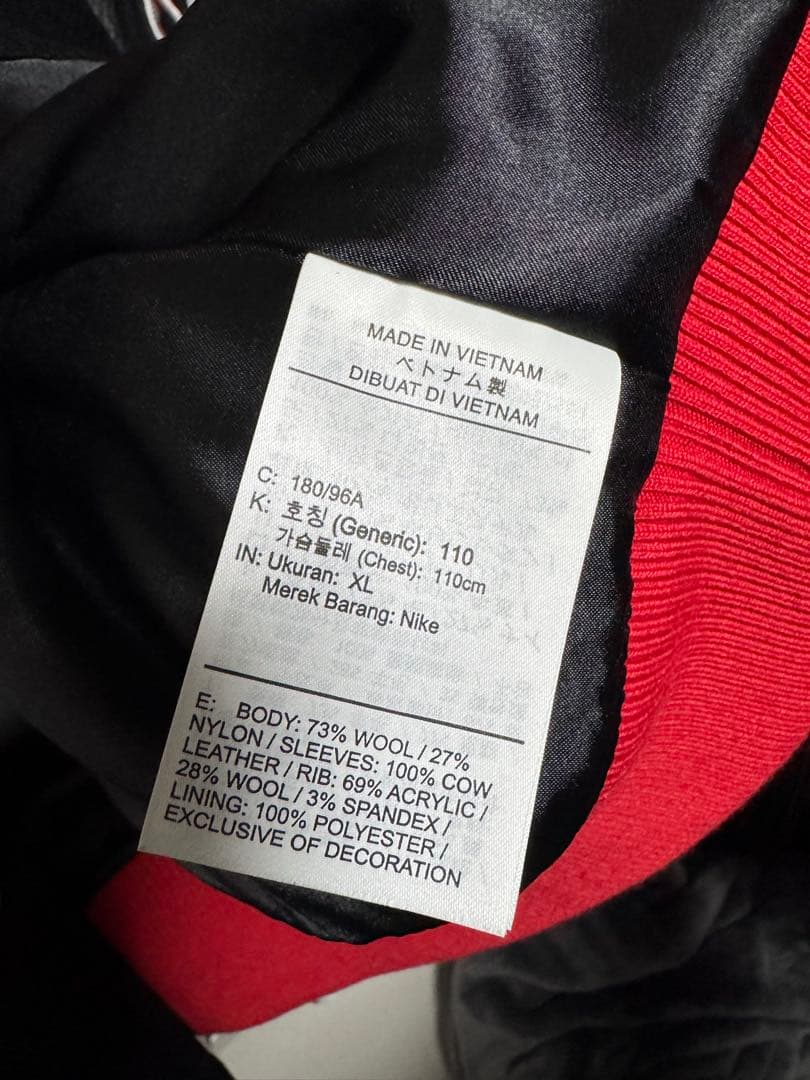 MADE IN VIETNAM
ベトナム製
DIBUAT DI VIETNAM
C: 180/96A
K: 호칭 (Generic): 110
가슴둘레 (Chest): 110cm
IN: Ukuran: XL
Merek Barang: Nike
E: BODY: 73% WOOL / 27%
NYLON / SLEEVES: 100% COW
LEATHER / RIB: 69% ACRYLIC /
28% WOOL / 3% SPANDEX /
LINING: 100% POLYESTER /
EXCLUSIVE OF DECORATION